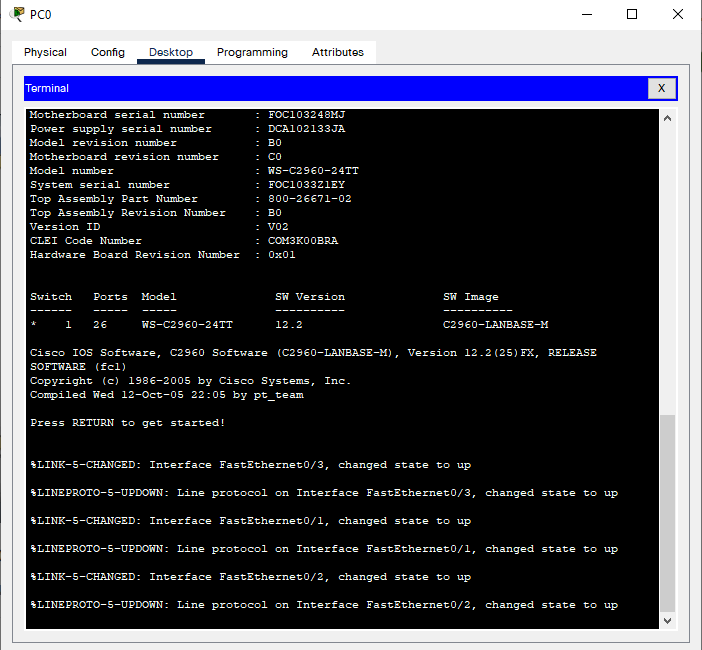 PC0
Physical Config Desktop Programming Attributes
Terminal X
Motherboard serial number : FOC103248MJ
Power supply serial number : DCA102133JA
Model revision number : B0
Motherboard revision number : C0
Model number : WS-C2960-24TT
System serial number : FOC1033Z1EY
Top Assembly Part Number : 800-26671-02
Top Assembly Revision Number : B0
Version ID : V02
CLEI Code Number : COM3K00BRA
Hardware Board Revision Number : 0x01
Switch Ports Model SW Version SW Image
------ ----- ----- ---------- ----------
* 1 26 WS-C2960-24TT 12.2 C2960-LANBASE-M
Cisco IOS Software, C2960 Software (C2960-LANBASE-M), Version 12.2(25)FX, RELEASE
SOFTWARE (fc1)
Copyright (c) 1986-2005 by Cisco Systems, Inc.
Compiled Wed 12-Oct-05 22:05 by pt_team
Press RETURN to get started!
%LINK-5-CHANGED: Interface FastEthernet0/3, changed state to up
%LINEPROTO-5-UPDOWN: Line protocol on Interface FastEthernet0/3, changed state to up
%LINK-5-CHANGED: Interface FastEthernet0/1, changed state to up
%LINEPROTO-5-UPDOWN: Line protocol on Interface FastEthernet0/1, changed state to up
%LINK-5-CHANGED: Interface FastEthernet0/2, changed state to up
%LINEPROTO-5-UPDOWN: Line protocol on Interface FastEthernet0/2, changed state to up